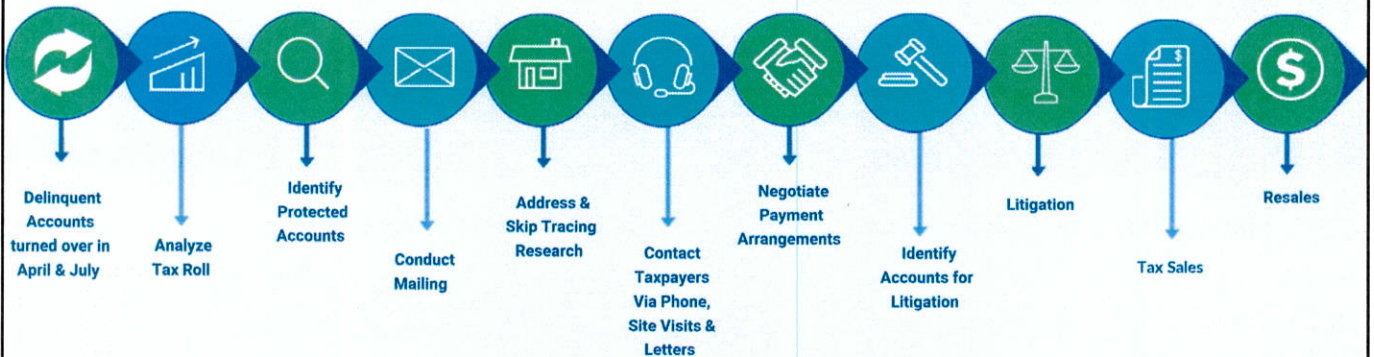 Delinquent
Accounts
turned over in
April & July
Analyze
Tax Roll
Identify
Protected
Accounts
Conduct
Mailing
Address &
Skip Tracing
Research
Contact
Taxpayers
Via Phone,
Site Visits &
Letters
Negotiate
Payment
Arrangements
Identify
Accounts for
Litigation
Litigation
$
Tax Sales
$
Resales